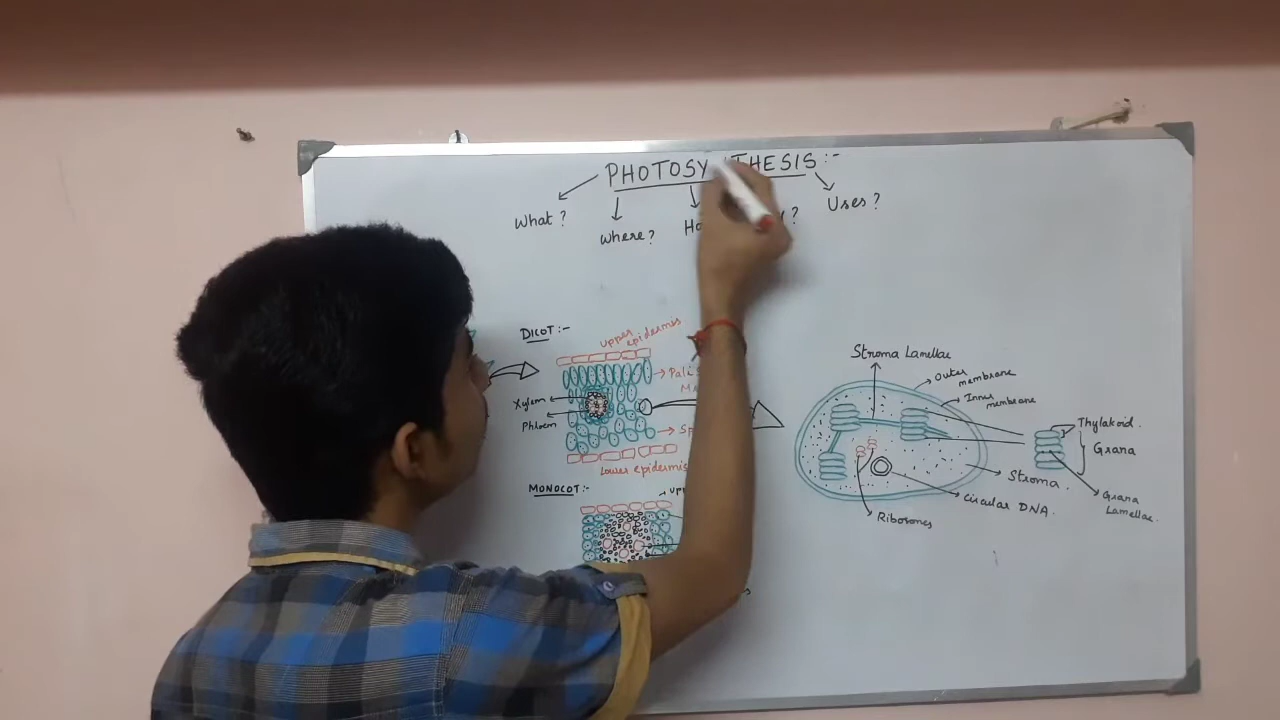 PHOTOSY THESIS :-
What?
Where?
Uses?
DICOT :-
Upper epidermis
Xylem
Phloem
Lower epidermis
MONOCOT :-
Stroma Lamellae
Outer membrane
Inner membrane
Thylakoid.
Grana
Stroma.
Grana Lamellae.
Circular DNA.
Ribosomes